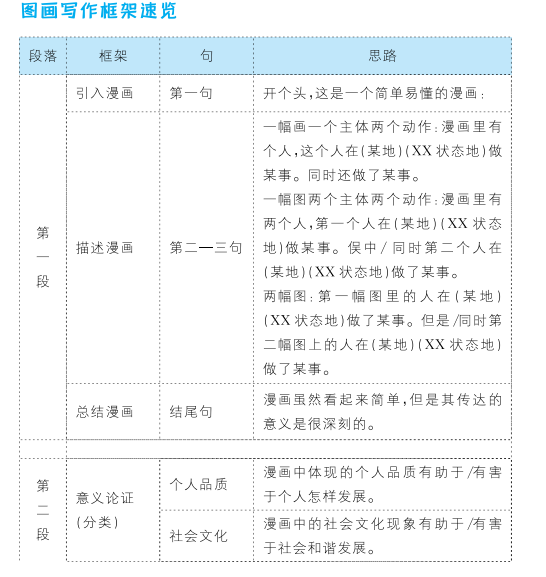 图画写作框架速览
段落 框架 句 思路
第一段
引入漫画 第一句 开个头,这是一个简单易懂的漫画:
描述漫画 第二—三句
一幅画一个主体两个动作:漫画里有
个人,这个人在(某地)(XX 状态地)做
某事。同时还做了某事。
一幅图两个主体两个动作:漫画里有
两个人,第一个人在(某地)(XX 状态
地)做某事。俣中/ 同时第二个人在
(某地)(XX 状态地)做了某事。
两幅图:第一幅图里的人在(某地)
(XX 状态地)做了某事。但是/同时第
二幅图上的人在(某地)(XX 状态地)
做了某事。
总结漫画 结尾句
漫画虽然看起来简单,但是其传达的
意义是很深刻的。
第二段
意义论证
(分类)
个人品质
漫画中体现的个人品质有助于/有害
于个人怎样发展。
社会文化
漫画中的社会文化现象有助于/有害
于社会和谐发展。